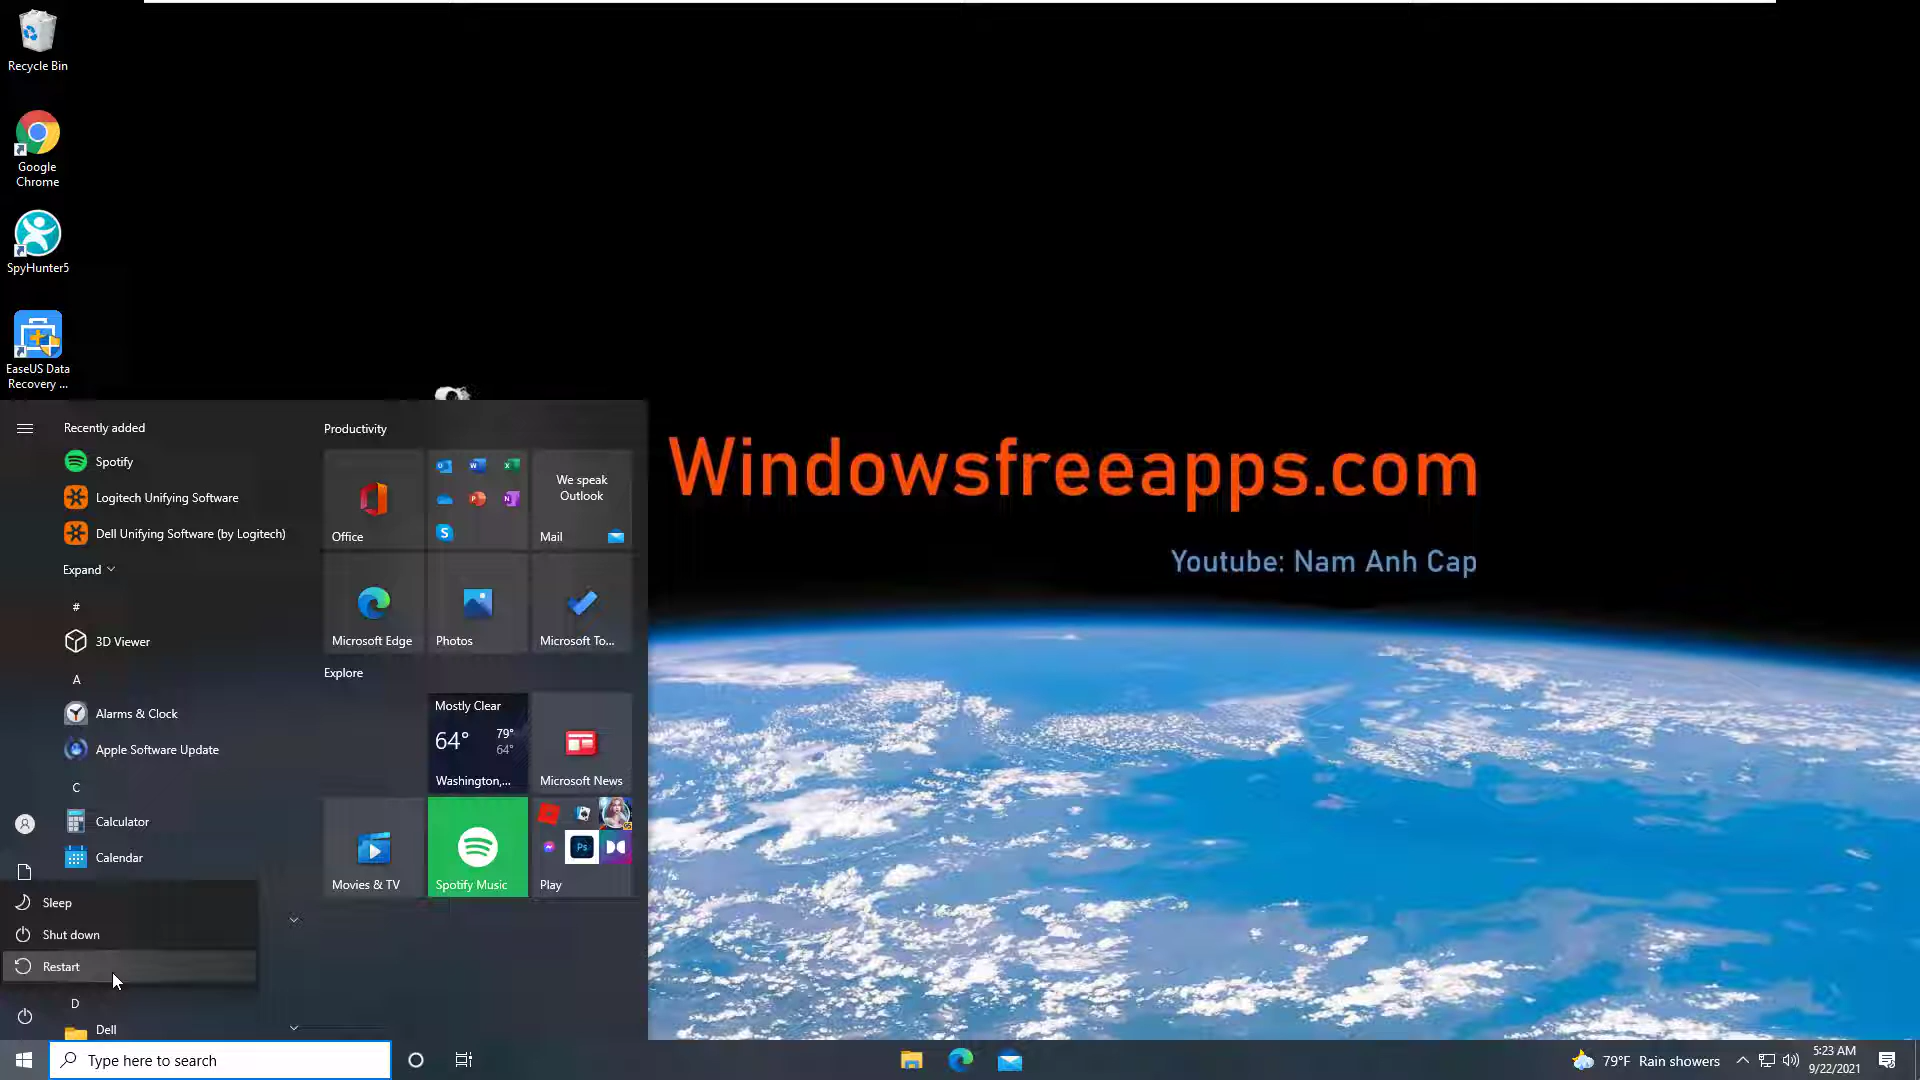 Recycle Bin
Google
Chrome
SpyHunter5
EaseUS Data
Recovery ...
Windowsfreeapps.com
Youtube: Nam Anh Cap
Recently added
Spotify
Logitech Unifying Software
Dell Unifying Software (by Logitech)
Expand
#
3D Viewer
A
Alarms & Clock
Apple Software Update
C
Calculator
Calendar
Sleep
Shut down
Restart
D
Dell
Productivity
Office
We speak
Outlook
Mail
Microsoft Edge
Photos
Microsoft To...
Explore
Mostly Clear
64° 79°
64°
Washington,...
Microsoft News
Movies & TV
Spotify Music
Ps
Play
Type here to search
79°F Rain showers
5:23 AM
9/22/2021